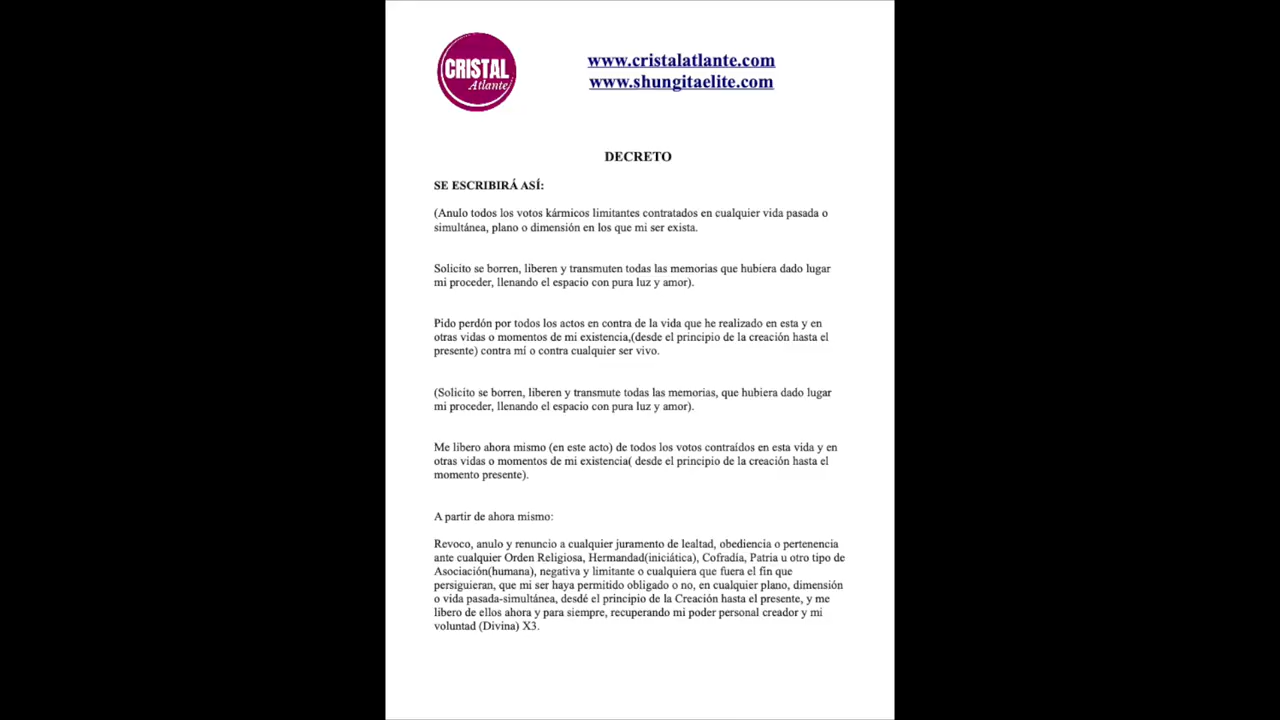 CRISTAL
Atlante
www.cristalatlante.com
www.shungitaelite.com
DECRETO
SE ESCRIBIRÁ ASÍ:
(Anulo todos los votos kármicos limitantes contratados en cualquier vida pasada o
simultánea, plano o dimensión en los que mi ser exista.
Solicito se borren, liberen y transmuten todas las memorias que hubiera dado lugar
mi proceder, llenando el espacio con pura luz y amor).
Pido perdón por todos los actos en contra de la vida que he realizado en esta y en
otras vidas o momentos de mi existencia,(desde el principio de la creación hasta el
presente) contra mí o contra cualquier ser vivo.
(Solicito se borren, liberen y transmute todas las memorias, que hubiera dado lugar
mi proceder, llenando el espacio con pura luz y amor).
Me libero ahora mismo (en este acto) de todos los votos contraídos en esta vida y en
otras vidas o momentos de mi existencia( desde el principio de la creación hasta el
momento presente).
A partir de ahora mismo:
Revoco, anulo y renuncio a cualquier juramento de lealtad, obediencia o pertenencia
ante cualquier Orden Religiosa, Hermandad(iniciática), Cofradía, Patria u otro tipo de
Asociación(humana), negativa y limitante o cualquiera que fuera el fin que
persiguieran, que mi ser haya permitido obligado o no, en cualquier plano, dimensión
o vida pasada-simultánea, desdé el principio de la Creación hasta el presente, y me
libero de ellos ahora y para siempre, recuperando mi poder personal creador y mi
voluntad (Divina) X3.